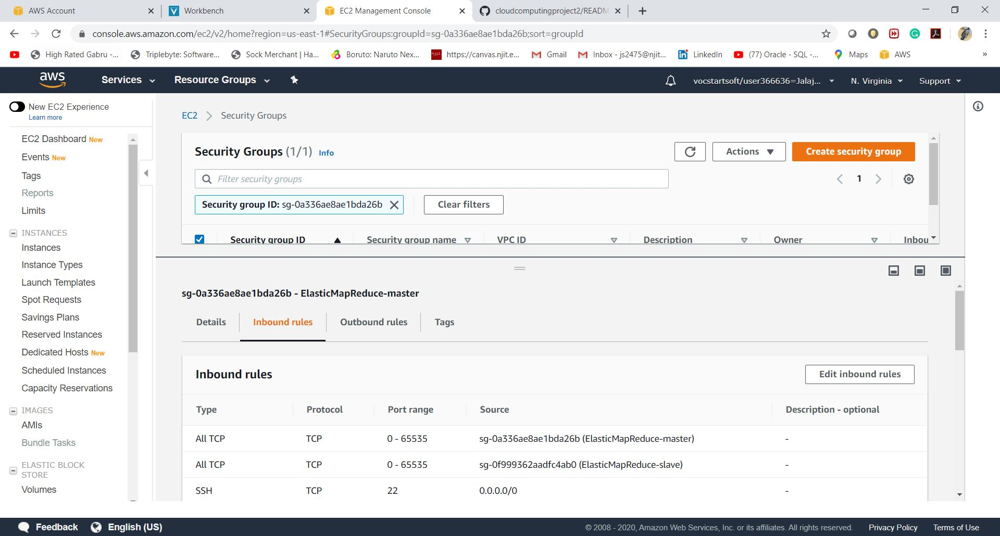 AWS Account
Workbench
EC2 Management Console
cloudcomputingproject2/READM
console.aws.amazon.com/ec2/v2/home?region=us-east-1#SecurityGroups:groupId=sg-0a336ae8ae1bda26b;sort=groupId
High Rated Gabru -...
Triplebyte: Software...
Sock Merchant | Ha...
Boruto: Naruto Nex...
https://canvas.njit.e...
Gmail
Inbox - js2475@njit...
LinkedIn
(77) Oracle - SQL -...
Maps
AWS
»
aws
Services
Resource Groups
vocstartsoft/user366636=Jalaj...
N. Virginia
Support
New EC2 Experience
Learn more
EC2 Dashboard New
Events New
Tags
Reports
Limits
INSTANCES
Instances
Instance Types
Launch Templates
Spot Requests
Savings Plans
Reserved Instances
Dedicated Hosts New
Scheduled Instances
Capacity Reservations
IMAGES
AMIs
Bundle Tasks
ELASTIC BLOCK
STORE
Volumes
EC2 > Security Groups
Security Groups (1/1) Info
Actions
Create security group
Filter security groups
1
Security group ID: sg-0a336ae8ae1bda26b
Clear filters
Security group ID
Security group name
VPC ID
Description
Owner
Inbou
sg-0a336ae8ae1bda26b - ElasticMapReduce-master
Details
Inbound rules
Outbound rules
Tags
Inbound rules
Edit inbound rules
Type Protocol Port range Source Description - optional
All TCP TCP 0 - 65535 sg-0a336ae8ae1bda26b (ElasticMapReduce-master) -
All TCP TCP 0 - 65535 sg-0f999362aadfc4ab0 (ElasticMapReduce-slave) -
SSH TCP 22 0.0.0.0/0 -
Feedback
English (US)
© 2008 - 2020, Amazon Web Services, Inc. or its affiliates. All rights reserved.
Privacy Policy
Terms of Use